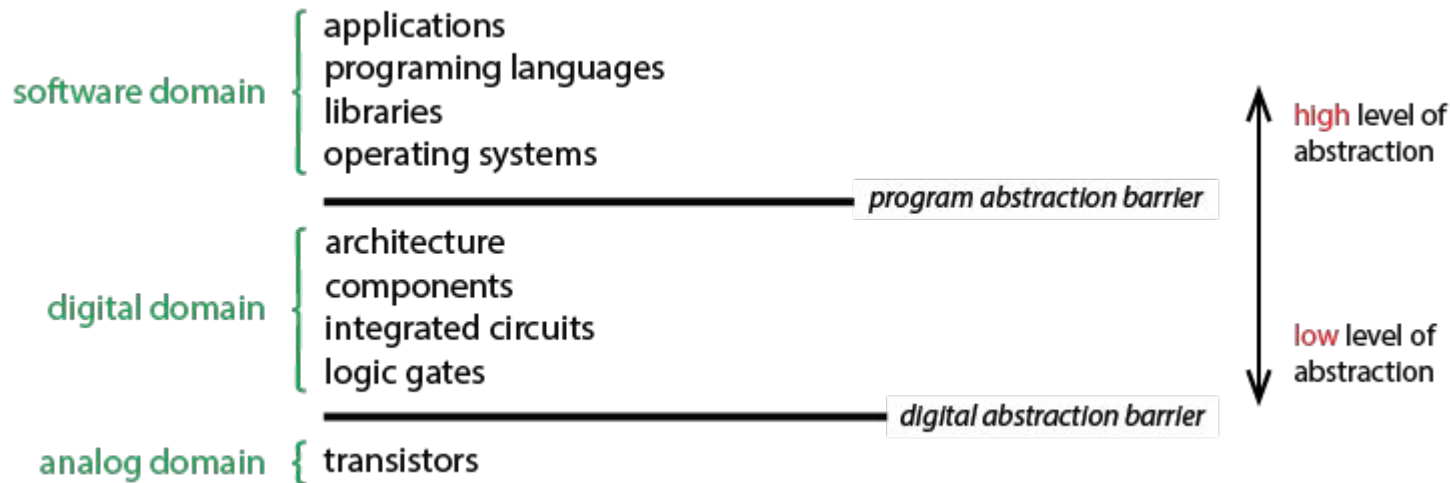 applications
programing languages
software domain
libraries
operating systems
high level of
abstraction
program abstraction barrier
architecture
components
digital domain
integrated circuits
logic gates
low level of
abstraction
digital abstraction barrier
analog domain
transistors